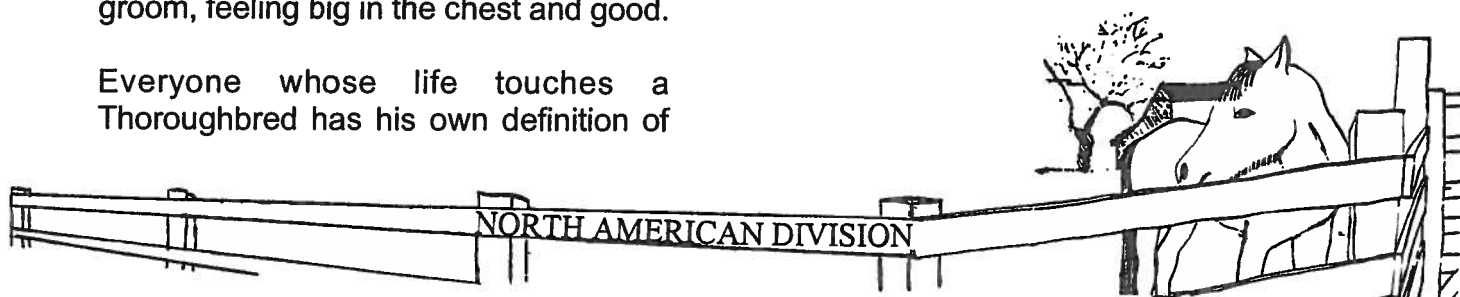 groom, feeling big in the chest and good.
Everyone whose life touches a
Thoroughbred has his own definition of
NORTH AMERICAN DIVISION